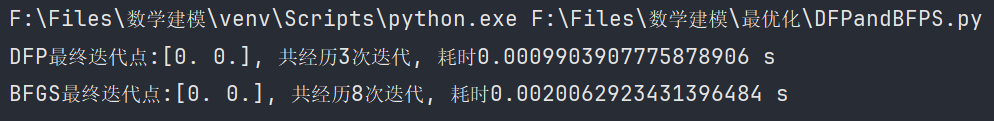 F:\Files\数学建模\venv\Scripts\python.exe F:\Files\数学建模\最优化\DFPandBFPS.py
DFP最终迭代点:[0. 0.], 共经历3次迭代, 耗时0.0009903907775878906 s
BFGS最终迭代点:[0. 0.], 共经历8次迭代, 耗时0.0020062923431396484 s